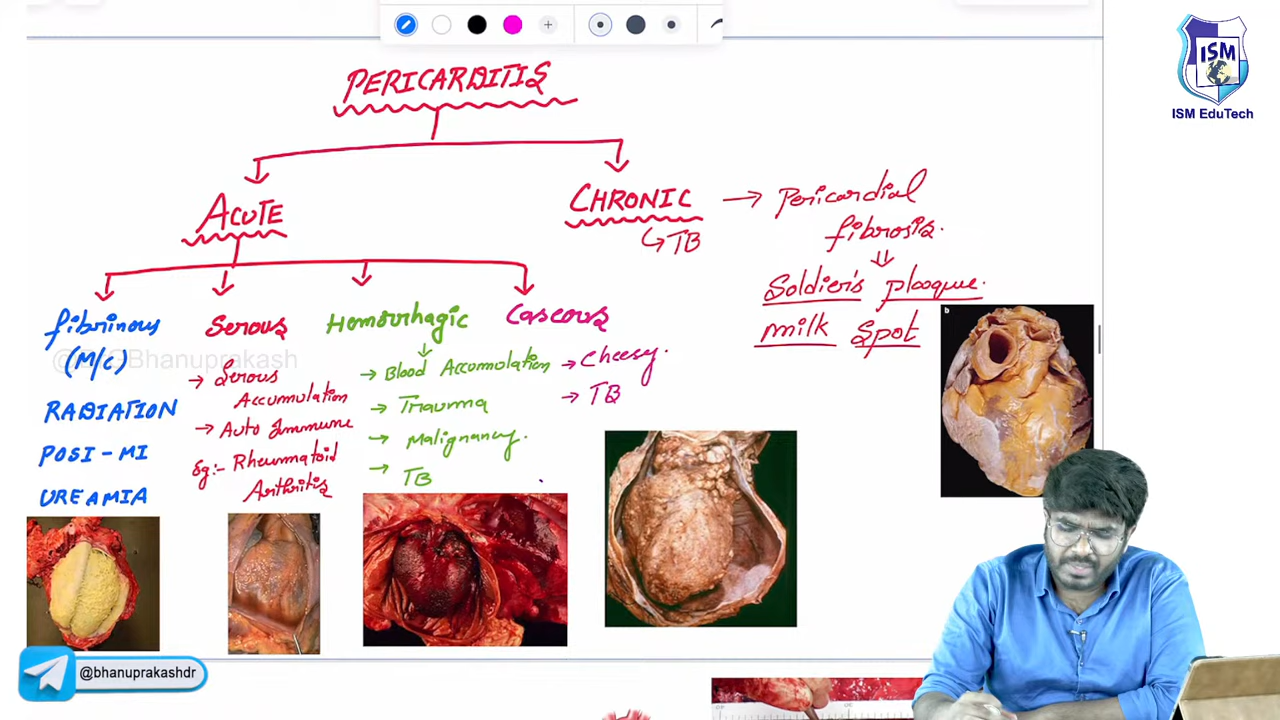 ISM
ISM EduTech
PERICARDITIS
ACUTE
CHRONIC → Pericardial
fibrosis.
↳ TB
⇓
Soldier's plaque.
milk spot
b
fibrinous
(M/C)
RADIATION
POST - MI
UREAMIA
Serous
→ Serous
Accumulation
→ Auto Immune
Eg:- Rheumatoid
Arthritis
Hemorrhagic
→ Blood Accumolation
→ Trauma
→ Malignancy.
→ TB
Caseous
→ Cheesy.
→ TB
@bhanuprakashdr